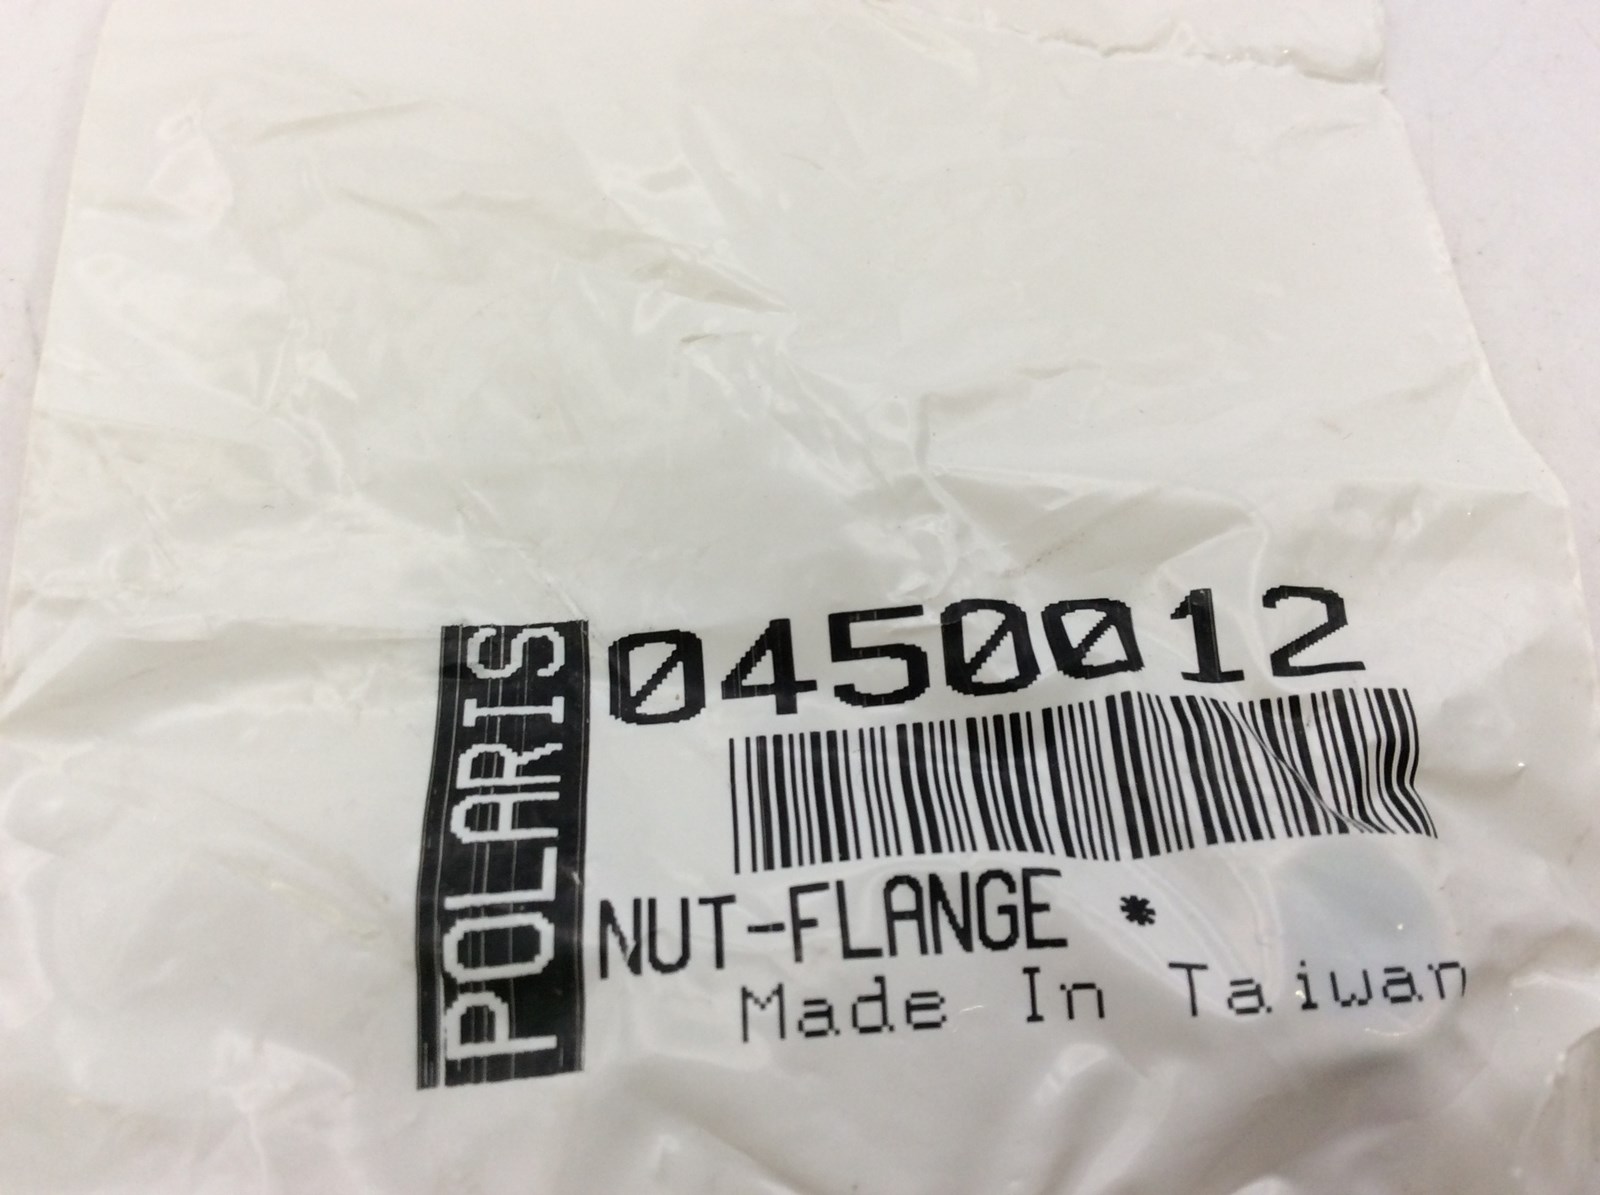 POLARIS
0450012
NUT-FLANGE *
Made In Taiwan